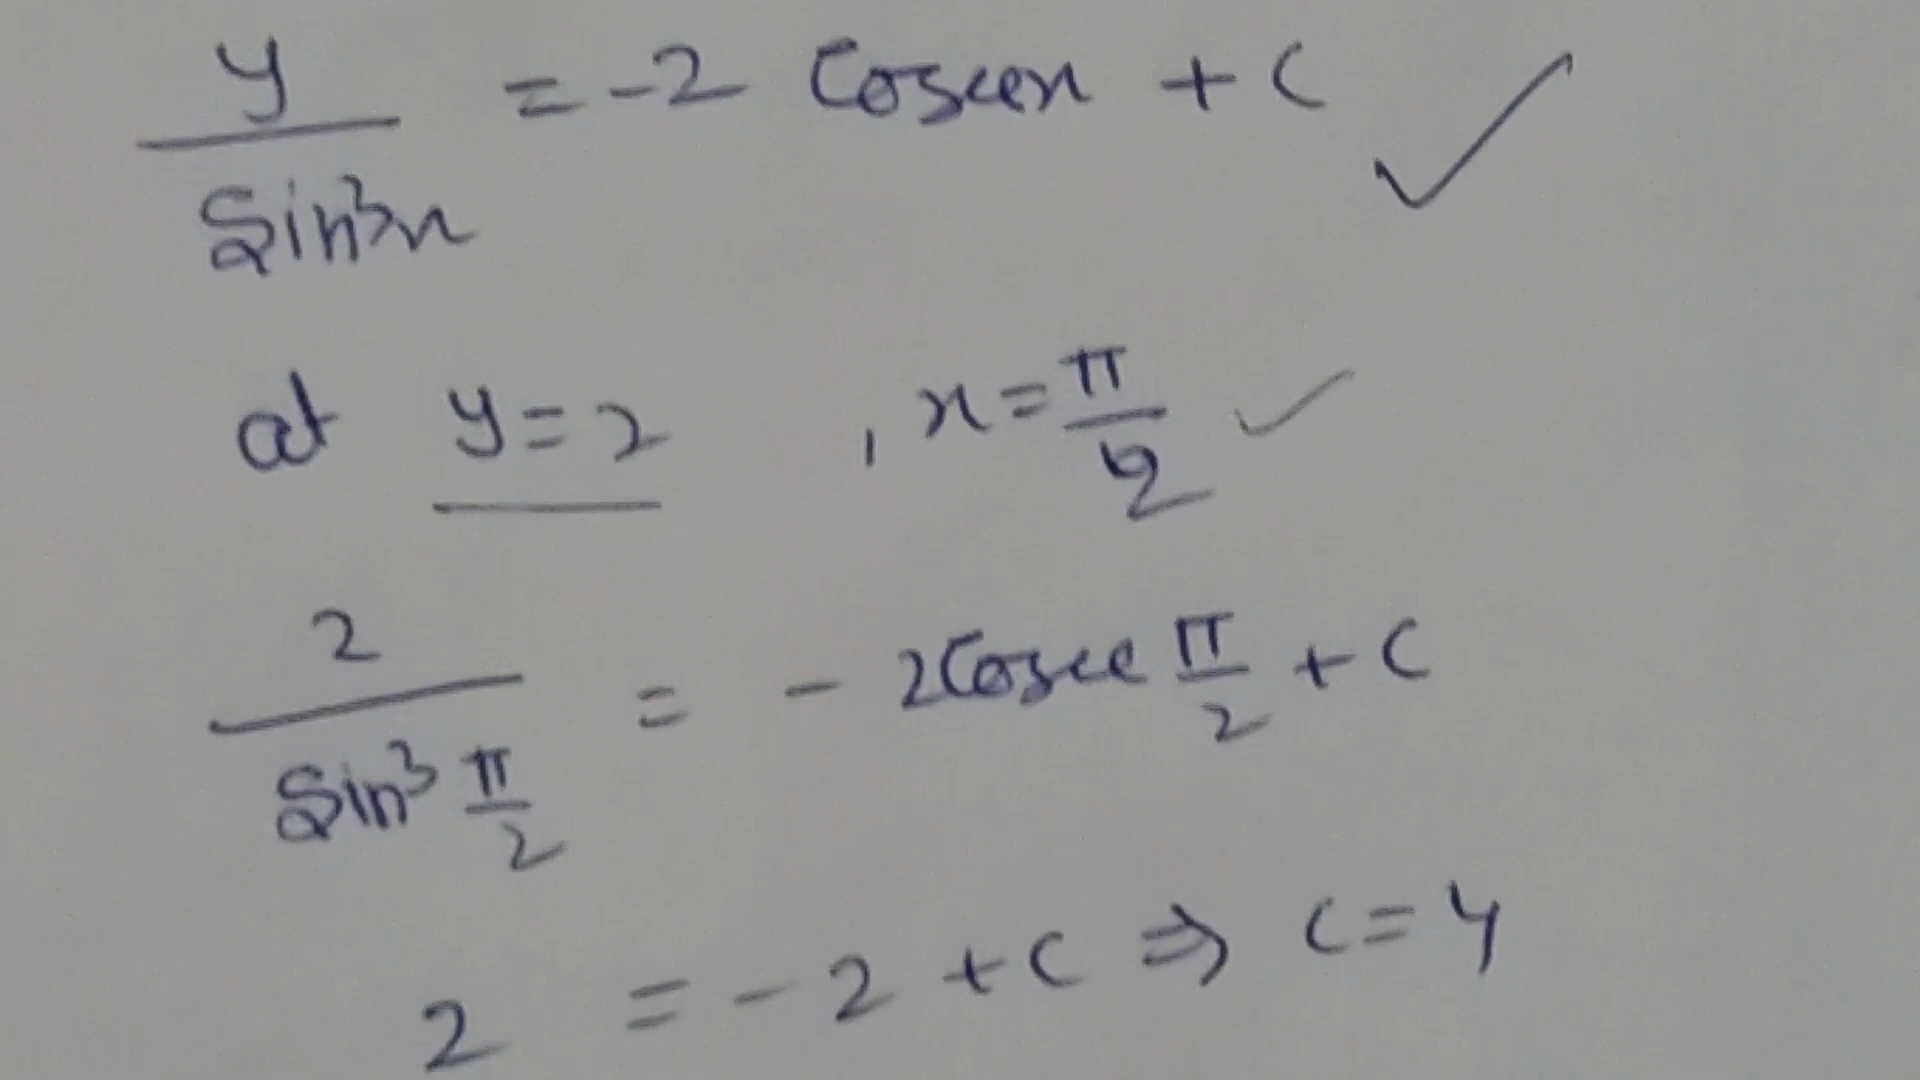 y/Sin³x = -2 Cosecx + C ✓
at y=2 , x=π/2 ✓
2/Sin³ π/2 = - 2Cosec π/2 + C
2 = - 2 + C ⇒ C = 4